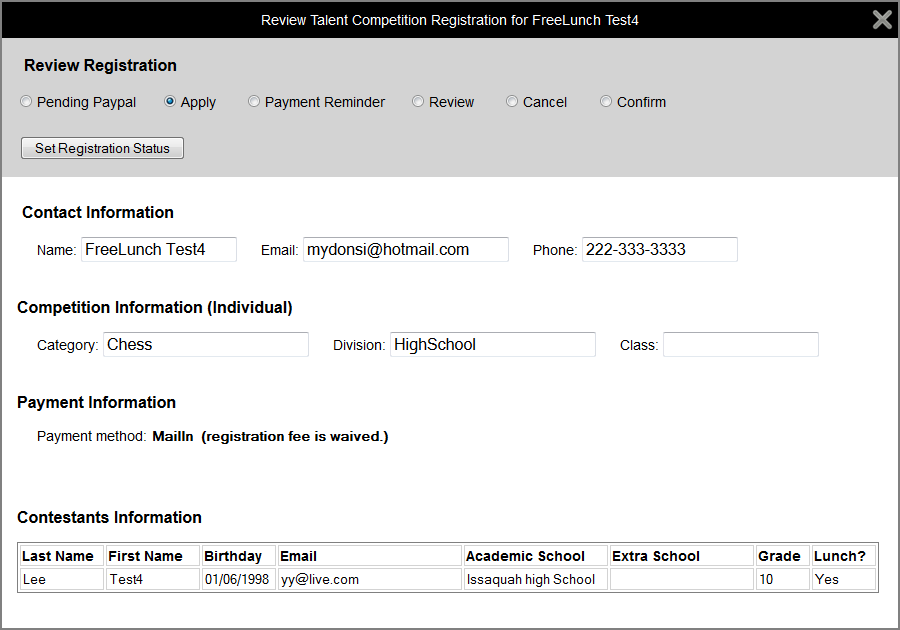 Review Talent Competition Registration for FreeLunch Test4
Review Registration
Pending Paypal Apply Payment Reminder Review Cancel Confirm
Set Registration Status
Contact Information
Name: FreeLunch Test4 Email: mydonsi@hotmail.com Phone: 222-333-3333
Competition Information (Individual)
Category: Chess Division: HighSchool Class:
Payment Information
Payment method: MailIn (registration fee is waived.)
Contestants Information
Last Name First Name Birthday Email Academic School Extra School Grade Lunch?
Lee Test4 01/06/1998 yy@live.com Issaquah high School 10 Yes